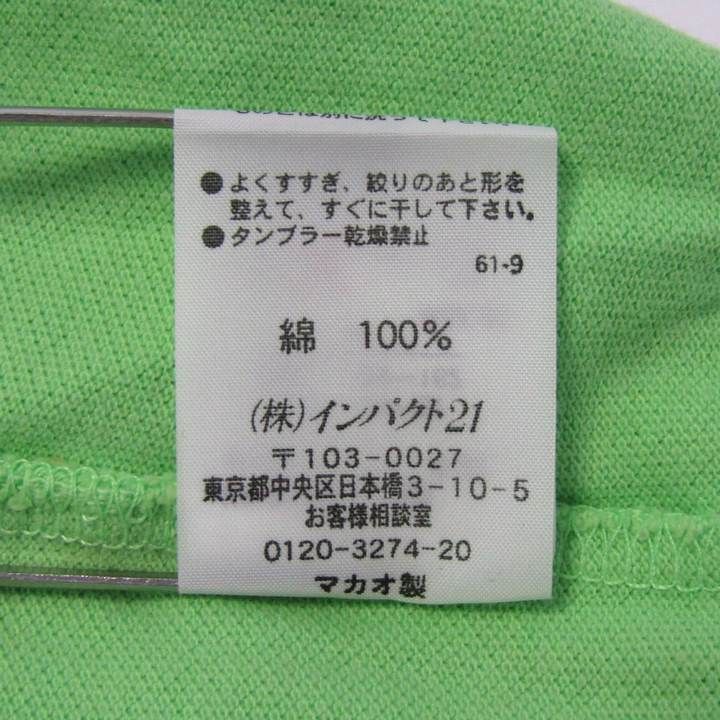 ●よくすすぎ、絞りのあと形を
整えて、すぐに干して下さい。
●タンブラー乾燥禁止
61-9
綿 100%
(株)インパクト21
〒103-0027
東京都中央区日本橋3-10-5
お客様相談室
0120-3274-20
マカオ製